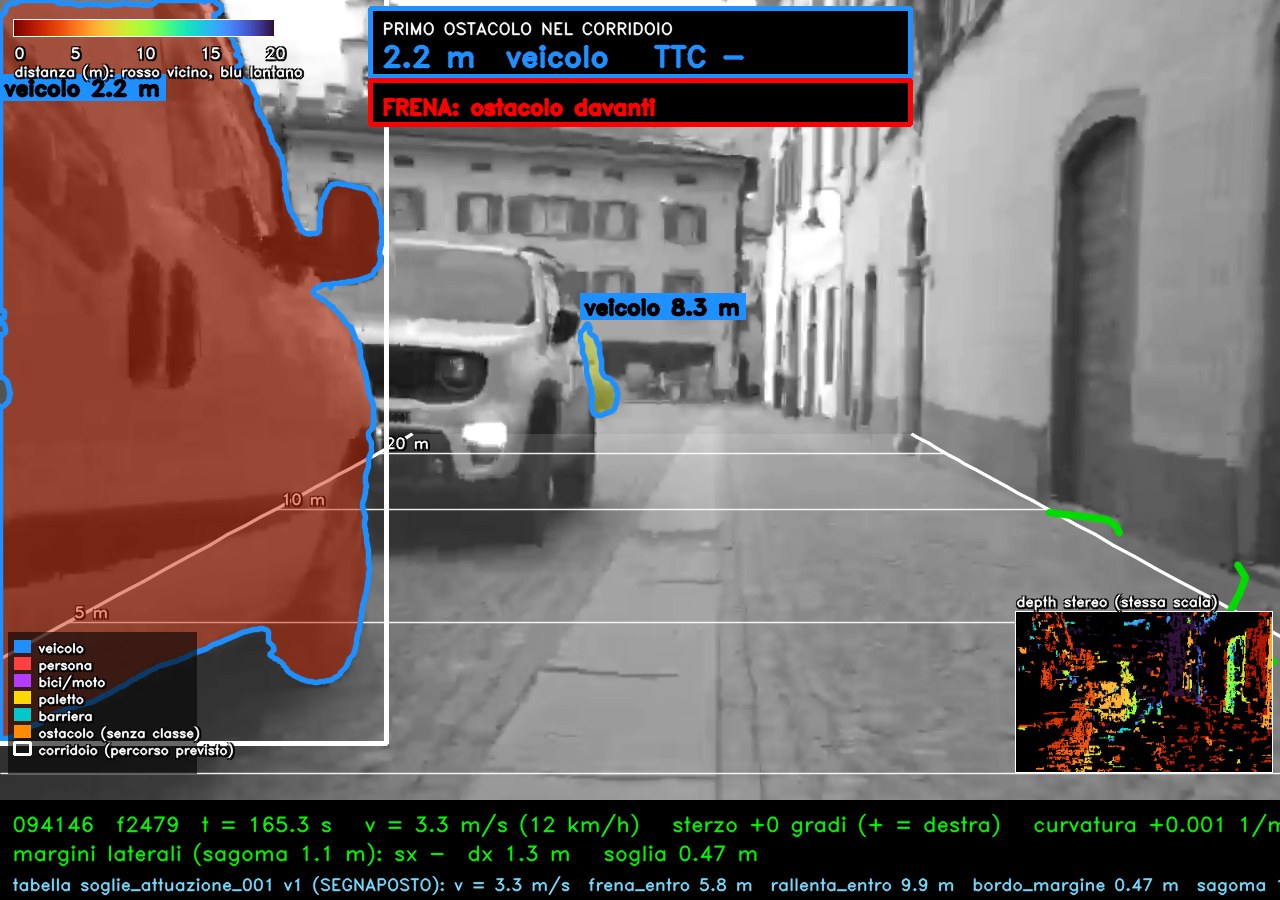 0 5 10 15 20
distanza (m): rosso vicino, blu lontano
veicolo 2.2 m
PRIMO OSTACOLO NEL CORRIDOIO
2.2 m veicolo TTC –
FRENA: ostacolo davanti
veicolo 8.3 m
20 m
10 m
5 m
depth stereo (stessa scala)
veicolo
persona
bici/moto
paletto
barriera
ostacolo (senza classe)
corridoio (percorso previsto)
094146 f2479 t = 165.3 s v = 3.3 m/s (12 km/h) sterzo +0 gradi (+ = destra) curvatura +0.001 1/m
margini laterali (sagoma 1.1 m): sx – dx 1.3 m soglia 0.47 m
tabella soglie_attuazione_001 v1 (SEGNAPOSTO): v = 3.3 m/s frena_entro 5.8 m rallenta_entro 9.9 m bordo_margine 0.47 m sagoma